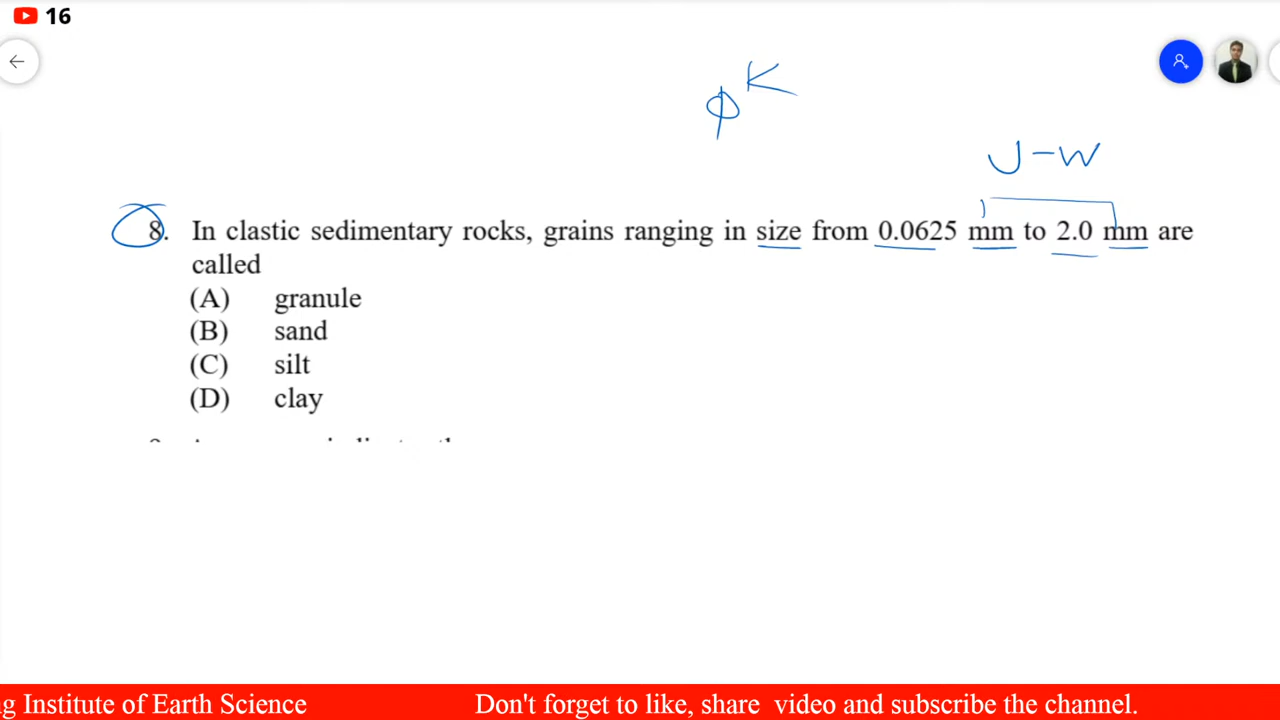 16
ϕ K
U-W
8. In clastic sedimentary rocks, grains ranging in size from 0.0625 mm to 2.0 mm are
called
(A) granule
(B) sand
(C) silt
(D) clay
g Institute of Earth Science Don't forget to like, share video and subscribe the channel.